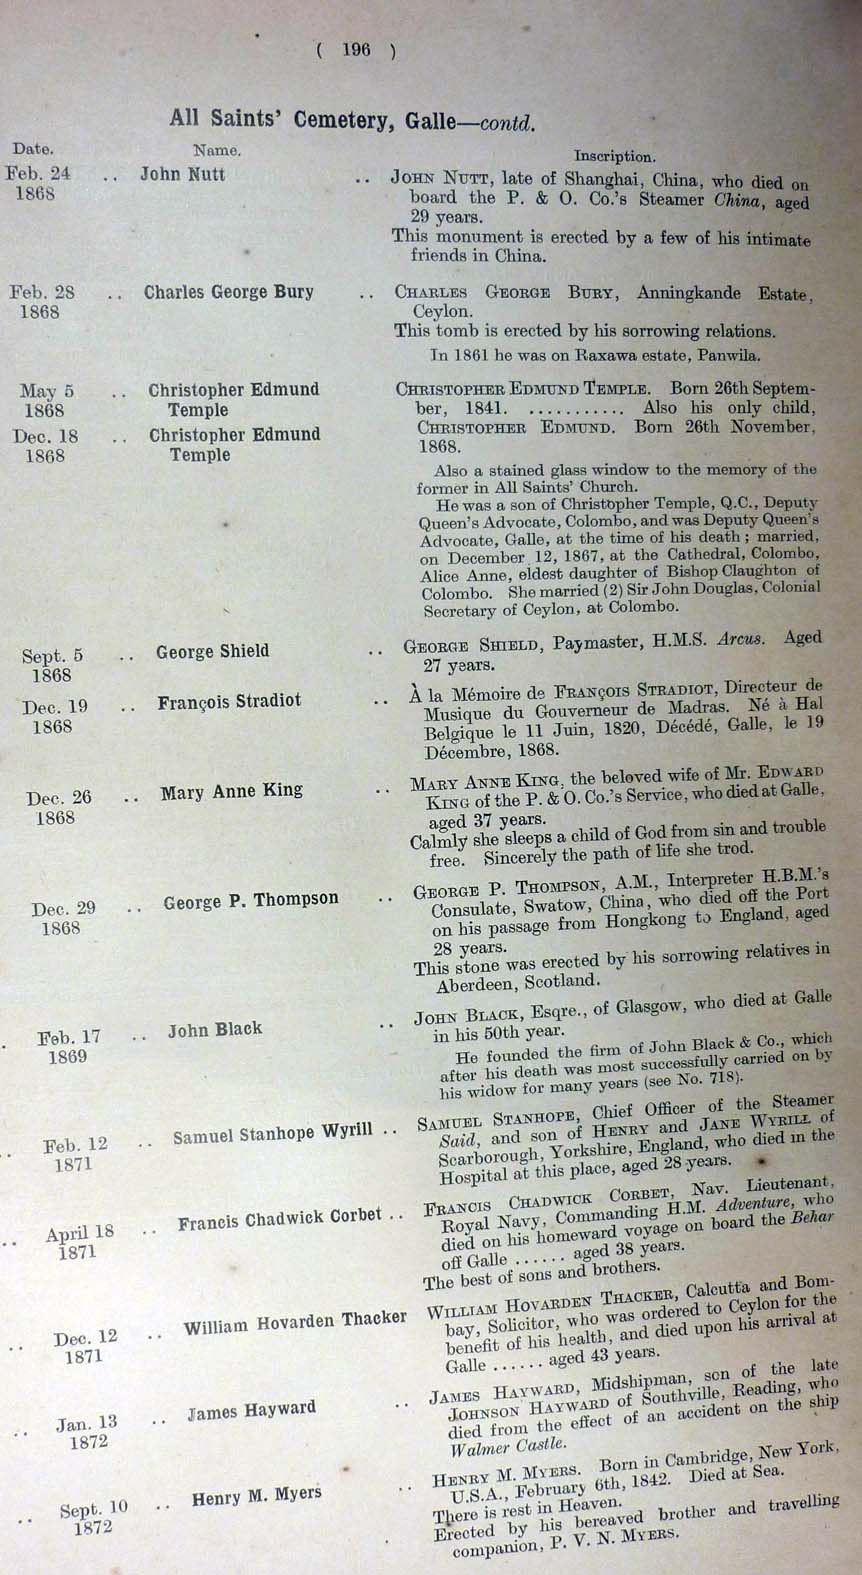 ( 196 )
All Saints' Cemetery, Galle—contd.
Date. Name. Inscription.
Feb. 24 .. John Nutt .. JOHN NUTT, late of Shanghai, China, who died on
1868 board the P. & O. Co.'s Steamer China, aged
29 years.
This monument is erected by a few of his intimate
friends in China.
Feb. 28 .. Charles George Bury .. CHARLES GEORGE BURY, Anningkande Estate,
1868 Ceylon.
This tomb is erected by his sorrowing relations.
In 1861 he was on Raxawa estate, Panwila.
May 5 .. Christopher Edmund CHRISTOPHER EDMUND TEMPLE. Born 26th Septem-
1868 Temple ber, 1841. ........... Also his only child,
Dec. 18 .. Christopher Edmund CHRISTOPHER EDMUND. Born 26th November,
1868 Temple 1868.
Also a stained glass window to the memory of the
former in All Saints' Church.
He was a son of Christopher Temple, Q.C., Deputy
Queen's Advocate, Colombo, and was Deputy Queen's
Advocate, Galle, at the time of his death; married,
on December 12, 1867, at the Cathedral, Colombo,
Alice Anne, eldest daughter of Bishop Claughton of
Colombo. She married (2) Sir John Douglas, Colonial
Secretary of Ceylon, at Colombo.
Sept. 5 .. George Shield .. GEORGE SHIELD, Paymaster, H.M.S. Arcus. Aged
1868 27 years.
Dec. 19 .. François Stradiot .. À la Mémoire de FRANÇOIS STRADIOT, Directeur de
1868 Musique du Gouverneur de Madras. Né à Hal
Belgique le 11 Juin, 1820, Décédé, Galle, le 19
Décembre, 1868.
Dec. 26 .. Mary Anne King .. MARY ANNE KING, the beloved wife of Mr. EDWARD
1868 KING of the P. & O. Co.'s Service, who died at Galle,
aged 37 years.
Calmly she sleeps a child of God from sin and trouble
free. Sincerely the path of life she trod.
Dec. 29 .. George P. Thompson .. GEORGE P. THOMPSON, A.M., Interpreter H.B.M.'s
1868 Consulate, Swatow, China, who died off the Port
on his passage from Hongkong to England, aged
28 years.
This stone was erected by his sorrowing relatives in
Aberdeen, Scotland.
Feb. 17 .. John Black .. JOHN BLACK, Esqre., of Glasgow, who died at Galle
1869 in his 50th year.
He founded the firm of John Black & Co., which
after his death was most successfully carried on by
his widow for many years (see No. 718).
Feb. 12 .. Samuel Stanhope Wyrill .. SAMUEL STANHOPE, Chief Officer of the Steamer
1871 Said, and son of HENRY and JANE WYRILL of
Scarborough, Yorkshire, England, who died in the
Hospital at this place, aged 28 years.
April 18 .. Francis Chadwick Corbet .. FRANCIS CHADWICK CORBET, Nav. Lieutenant,
1871 Royal Navy, Commanding H.M. Adventure, who
died on his homeward voyage on board the Behar
off Galle ...... aged 38 years.
The best of sons and brothers.
Dec. 12 .. William Hovarden Thacker WILLIAM HOVARDEN THACKER, Calcutta and Bom-
1871 bay, Solicitor, who was ordered to Ceylon for the
benefit of his health, and died upon his arrival at
Galle ...... aged 43 years.
Jan. 13 .. James Hayward .. JAMES HAYWARD, Midshipman, son of the late
1872 JOHNSON HAYWARD of Southville, Reading, who
died from the effect of an accident on the ship
Walmer Castle.
Sept. 10 .. Henry M. Myers .. HENRY M. MYERS. Born in Cambridge, New York,
1872 U.S.A., February 6th, 1842. Died at Sea.
There is rest in Heaven.
Erected by his bereaved brother and travelling
companion, P. V. N. MYERS.